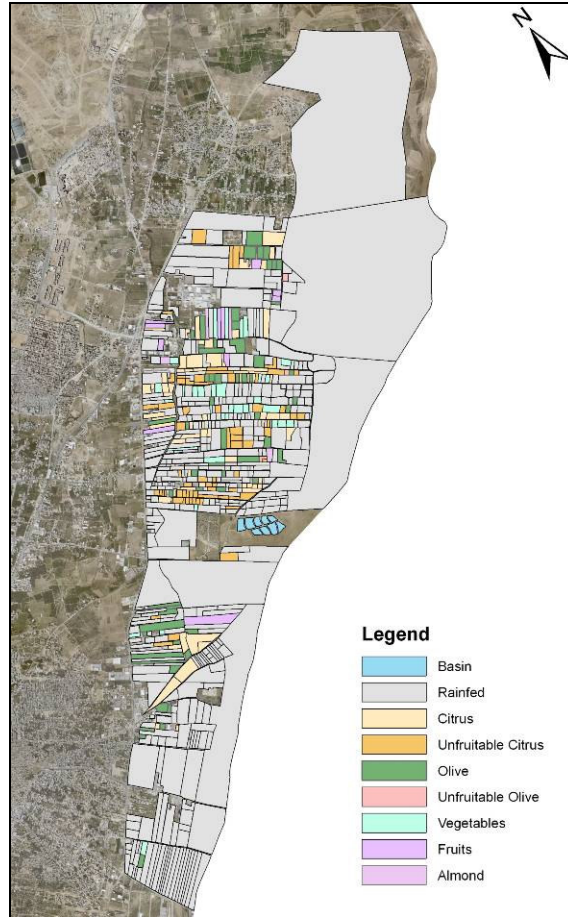 N
Legend
Basin
Rainfed
Citrus
Unfruitable Citrus
Olive
Unfruitable Olive
Vegetables
Fruits
Almond